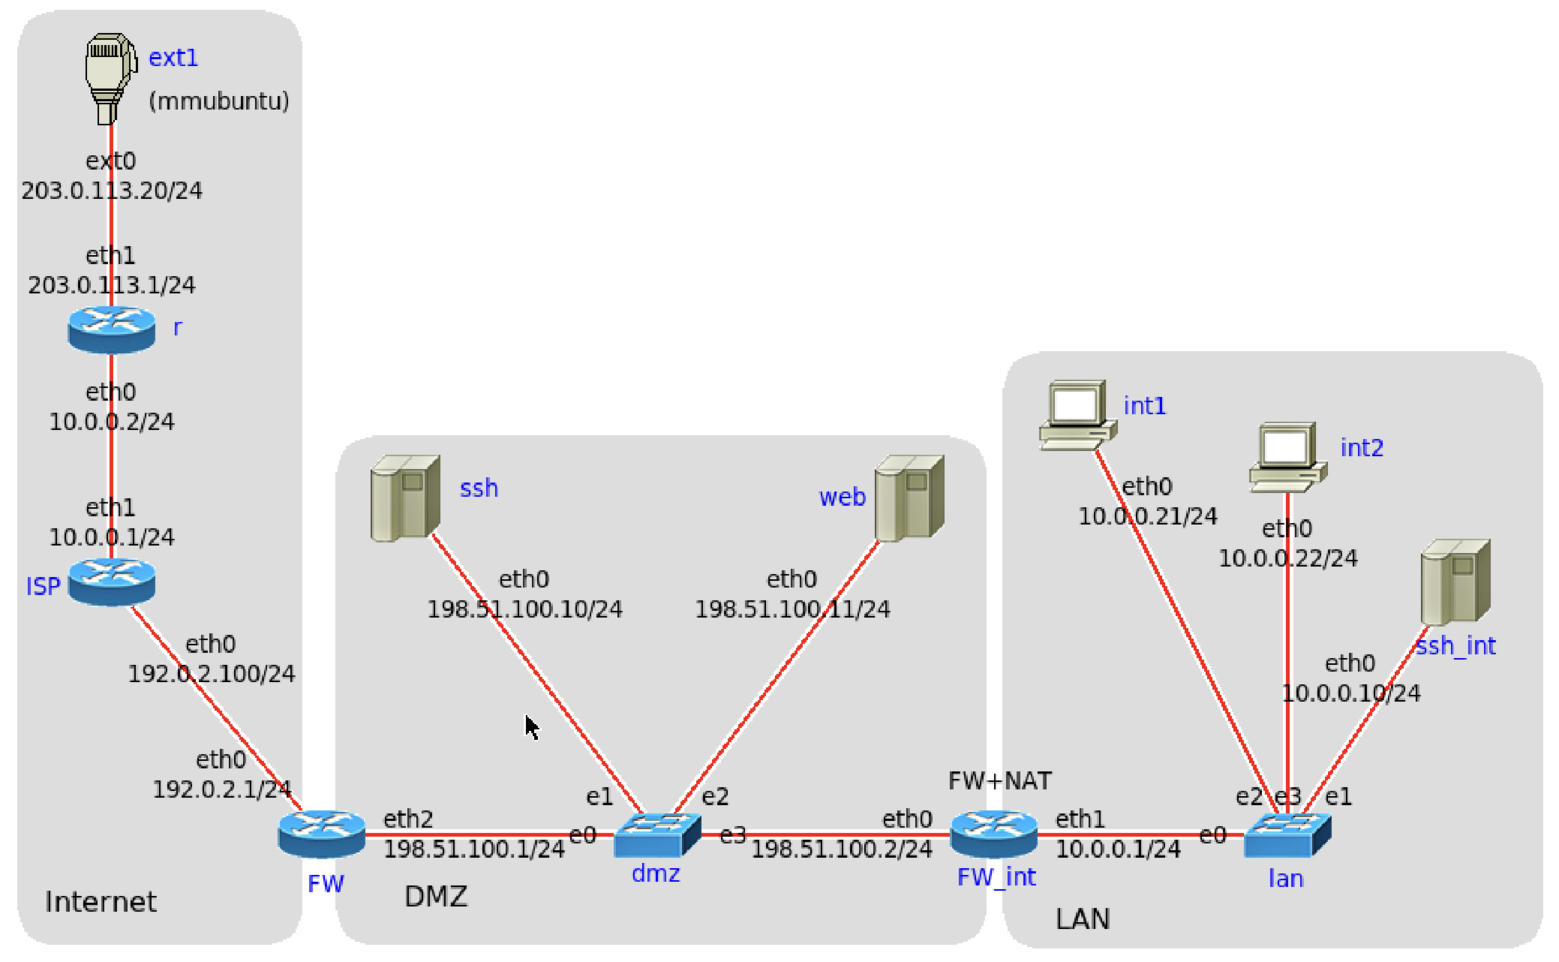 ext1
(mmubuntu)
ext0
203.0.113.20/24
eth1
203.0.113.1/24
r
eth0
10.0.0.2/24
eth1
10.0.0.1/24
ISP
eth0
192.0.2.100/24
eth0
192.0.2.1/24
FW
Internet
ssh
eth0
198.51.100.10/24
web
eth0
198.51.100.11/24
e1
e2
eth2
198.51.100.1/24
e0
dmz
e3
eth0
198.51.100.2/24
DMZ
FW+NAT
FW_int
eth1
10.0.0.1/24
e0
int1
eth0
10.0.0.21/24
int2
eth0
10.0.0.22/24
ssh_int
eth0
10.0.0.10/24
e2
e3
e1
lan
LAN